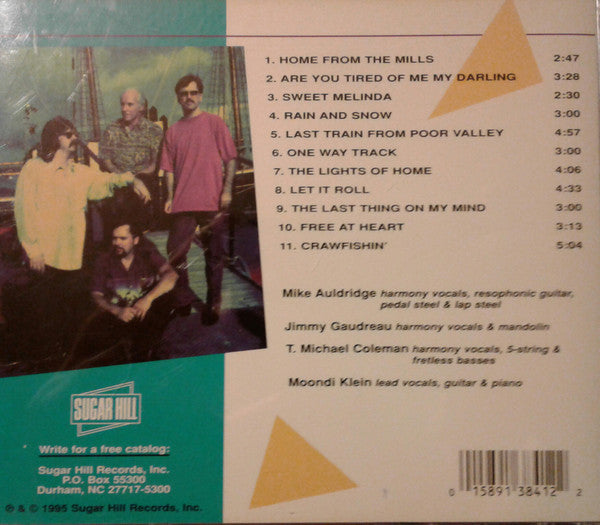 1. HOME FROM THE MILLS 2:47
2. ARE YOU TIRED OF ME MY DARLING 3:28
3. SWEET MELINDA 2:30
4. RAIN AND SNOW 3:00
5. LAST TRAIN FROM POOR VALLEY 4:57
6. ONE WAY TRACK 3:00
7. THE LIGHTS OF HOME 4:06
8. LET IT ROLL 4:33
9. THE LAST THING ON MY MIND 3:00
10. FREE AT HEART 3:13
11. CRAWFISHIN' 5:04
Mike Auldridge harmony vocals, resophonic guitar,
pedal steel & lap steel
Jimmy Gaudreau harmony vocals & mandolin
T. Michael Coleman harmony vocals, 5-string &
fretless basses
Moondi Klein lead vocals, guitar & piano
SUGAR HILL
Write for a free catalog:
Sugar Hill Records, Inc.
P.O. Box 55300
Durham, NC 27717-5300
℗ & © 1995 Sugar Hill Records, Inc.
0 15891 38412 2